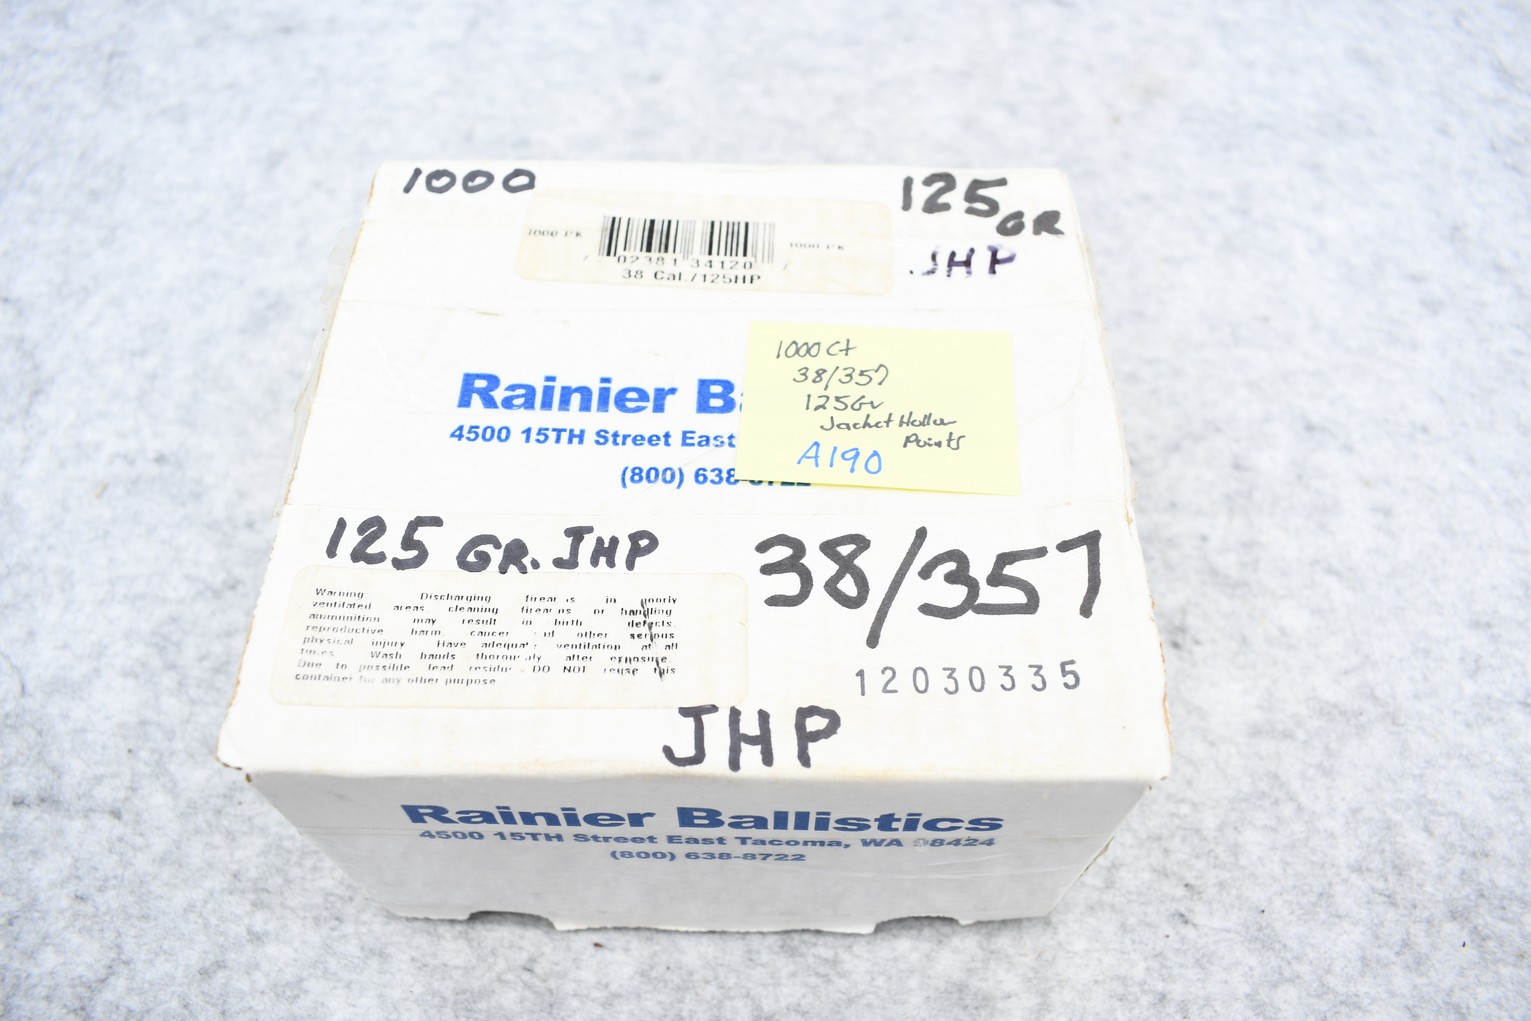 1000
125 GR
JHP
1000 PK
1000 PK
02381 34120
38 Cal./125HP
1000 Ct
38/357
125Gr
Jacket Hollow
Points
A190
Rainier Ba
4500 15TH Street East
(800) 638-8722
125 GR. JHP
38/357
Warning Discharging firearms in poorly
ventilated areas cleaning firearms or handling
ammunition may result in birth defects.
reproductive harm cancer and other serious
physical injury Have adequate ventilation at all
times. Wash hands thoroughly after exposure.
Due to possible lead residue. DO NOT reuse this
container for any other purpose
12030335
JHP
Rainier Ballistics
4500 15TH Street East Tacoma, WA 98424
(800) 638-8722